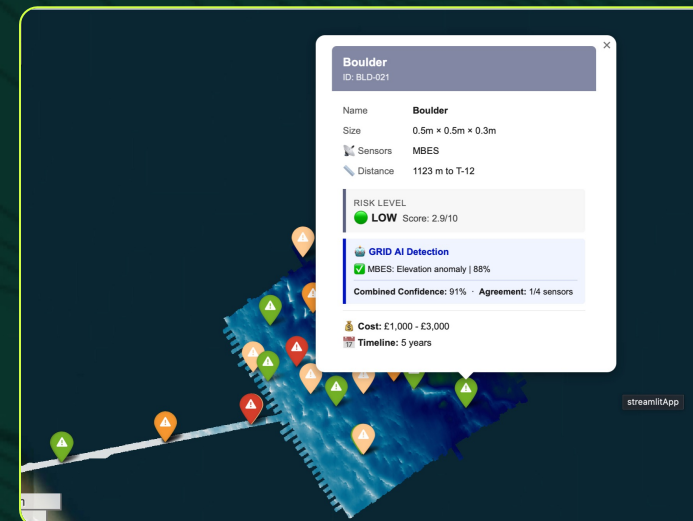 ×
Boulder
ID: BLD-021
Name Boulder
Size 0.5m × 0.5m × 0.3m
Sensors MBES
Distance 1123 m to T-12
RISK LEVEL
LOW Score: 2.9/10
GRID AI Detection
MBES: Elevation anomaly | 88%
Combined Confidence: 91% · Agreement: 1/4 sensors
Cost: £1,000 - £3,000
17 Timeline: 5 years
streamlitApp